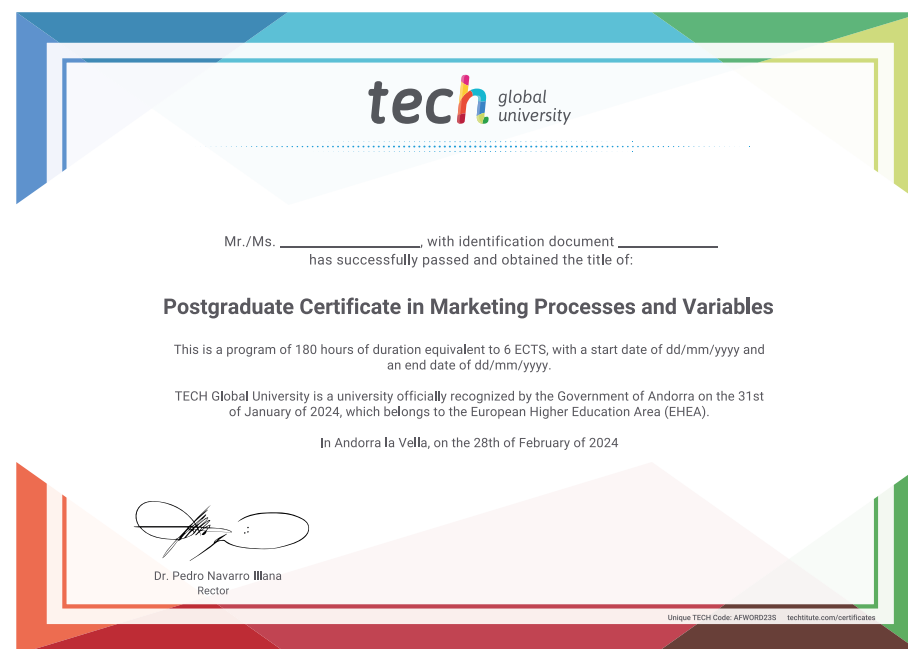 tech global university
Mr./Ms. ____________________, with identification document ______________
has successfully passed and obtained the title of:
Postgraduate Certificate in Marketing Processes and Variables
This is a program of 180 hours of duration equivalent to 6 ECTS, with a start date of dd/mm/yyyy and
an end date of dd/mm/yyyy.
TECH Global University is a university officially recognized by the Government of Andorra on the 31st
of January of 2024, which belongs to the European Higher Education Area (EHEA).
In Andorra la Vella, on the 28th of February of 2024
Dr. Pedro Navarro Illana
Rector
Unique TECH Code: AFWORD23S techtitute.com/certificates